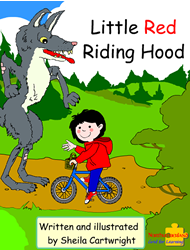 Little Red
Riding Hood
Written and illustrated
by Sheila Cartwright